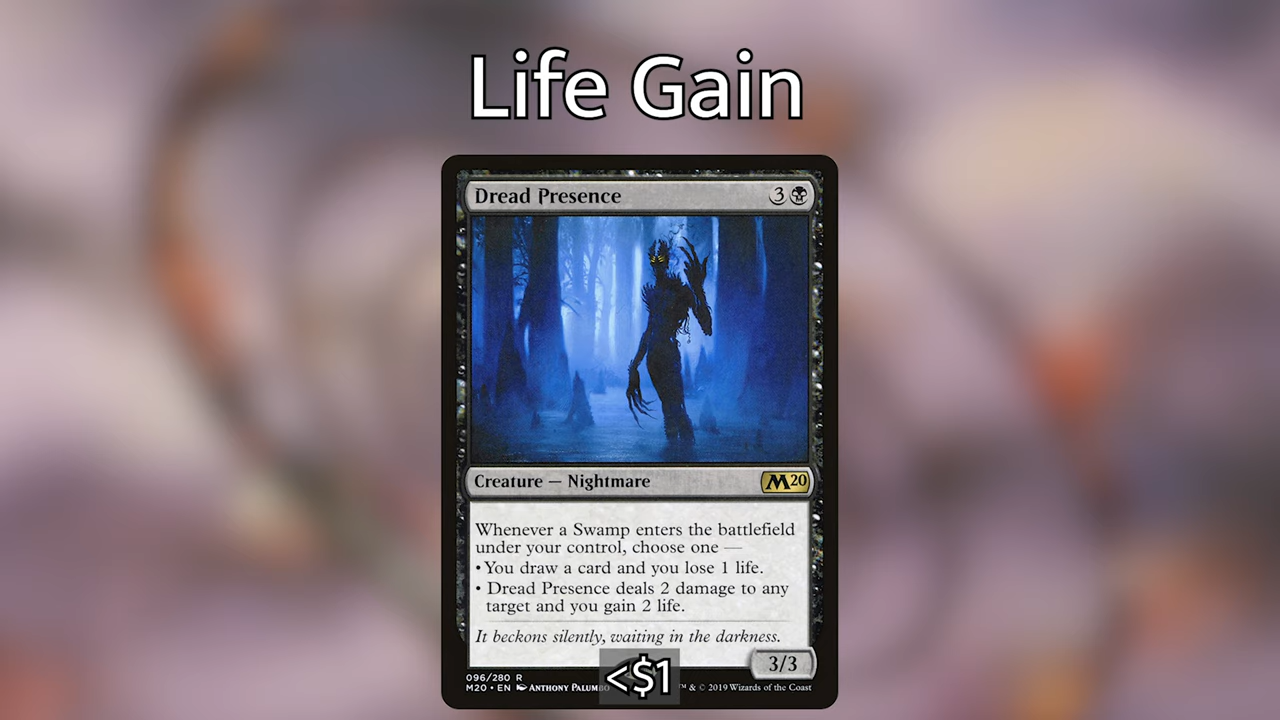 Life Gain
Dread Presence 3
Creature — Nightmare M20
Whenever a Swamp enters the battlefield
under your control, choose one —
• You draw a card and you lose 1 life.
• Dread Presence deals 2 damage to any
target and you gain 2 life.
It beckons silently, waiting in the darkness.
3/3
096/280 R
M20 • EN ANTHONY PALUMBO ™ & © 2019 Wizards of the Coast
<$1